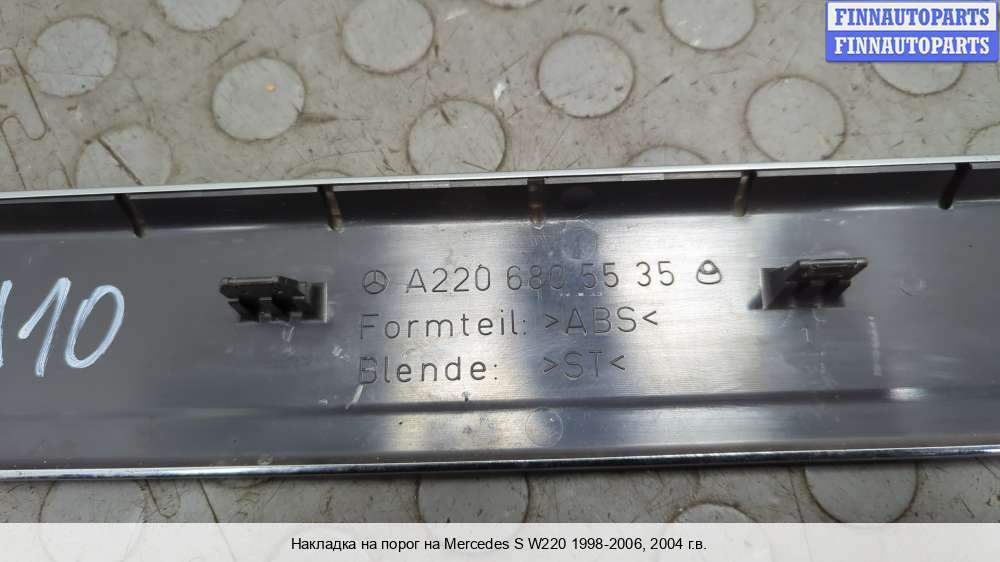 FINNAUTOPARTS
FINNAUTOPARTS
A220 680 55 35
Formteil: >ABS<
Blende: >ST<
110
Накладка на порог на Mercedes S W220 1998-2006, 2004 г.в.